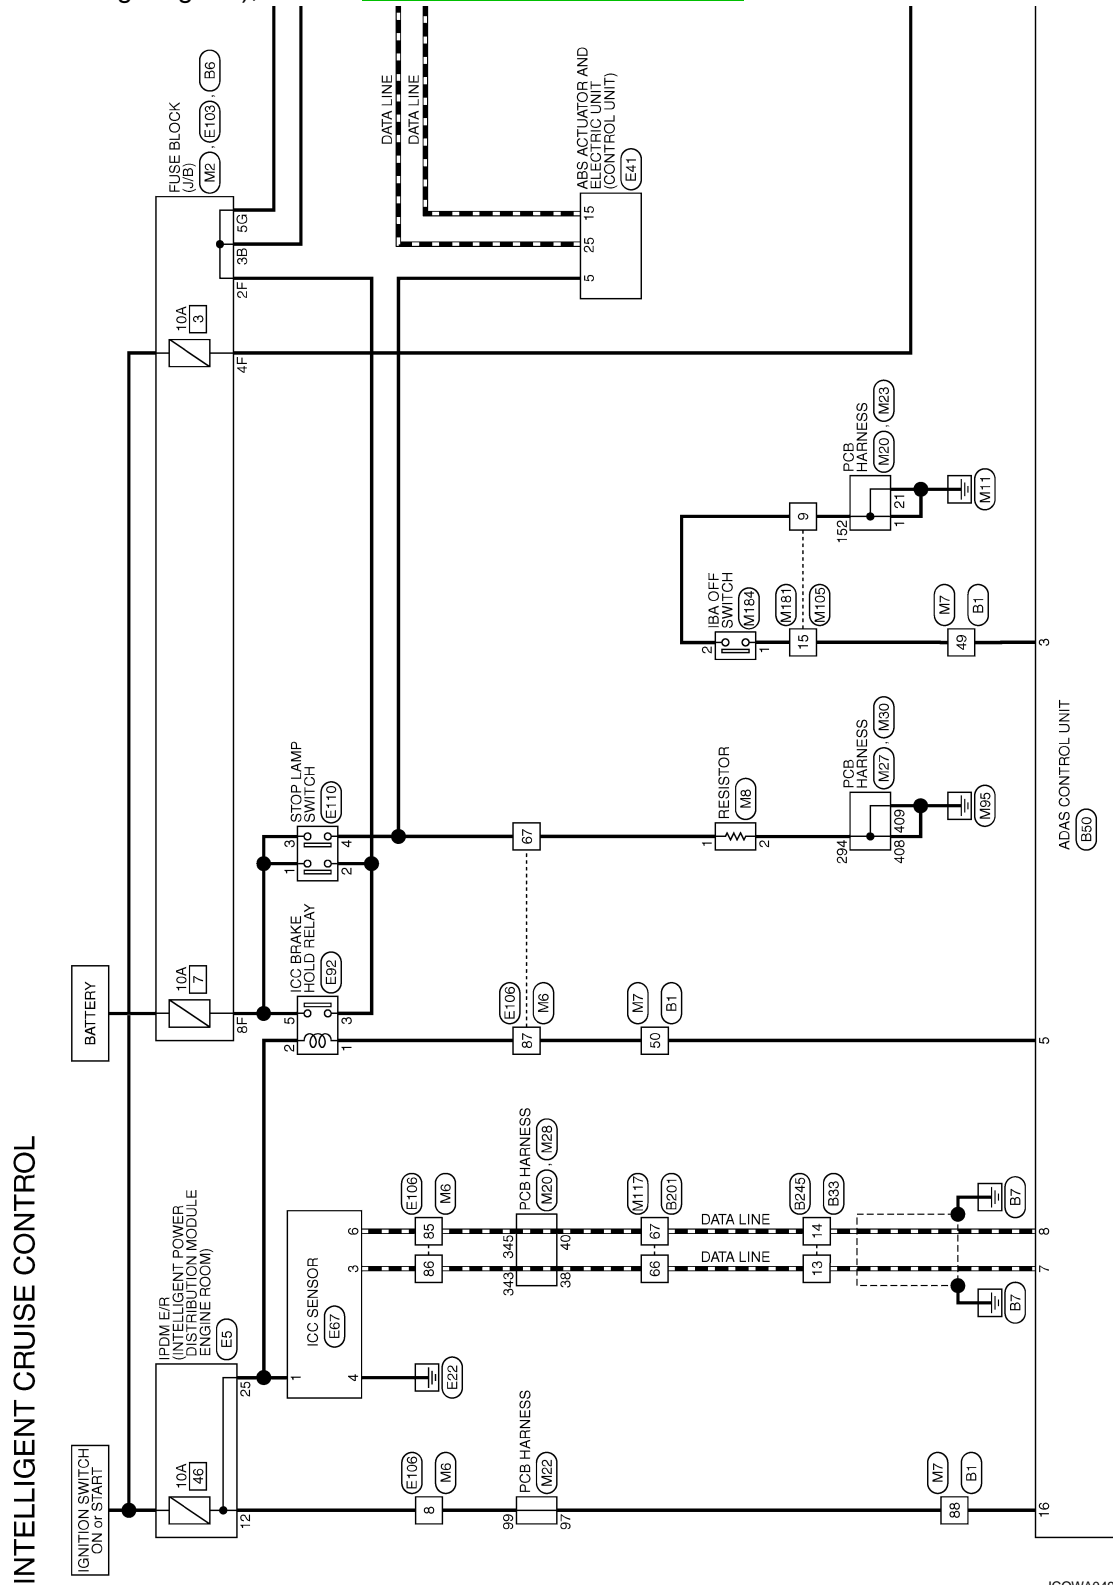 INTELLIGENT CRUISE CONTROL
IGNITION SWITCH
ON or START
BATTERY
IPDM E/R
(INTELLIGENT POWER
DISTRIBUTION MODULE
ENGINE ROOM)
E5
10A
46
12
25
10A
7
8F
10A
3
4F
2F
3B
5G
FUSE BLOCK
(J/B)
M2 , E103 , B6
ICC SENSOR
E67
1
4
3
6
E22
ICC BRAKE
HOLD RELAY
E92
2
5
1
3
STOP LAMP
SWITCH
E110
1
3
2
4
DATA LINE
DATA LINE
ABS ACTUATOR AND
ELECTRIC UNIT
(CONTROL UNIT)
E41
5
25
15
E106
M6
8
E106
M6
86
85
PCB HARNESS
M22
99
97
PCB HARNESS
M20 , M28
343
345
38
40
E106
M6
87
67
M117
B201
66
67
M7
B1
50
DATA LINE
DATA LINE
RESISTOR
M8
1
2
IBA OFF
SWITCH
M184
2
1
B245
B33
13
14
M181
M105
15
9
PCB
HARNESS
M27 , M30
294
408
409
M95
PCB
HARNESS
M20 , M23
152
1
21
M11
M7
B1
88
B7
B7
M7
B1
49
16
7
8
5
3
ADAS CONTROL UNIT
B50